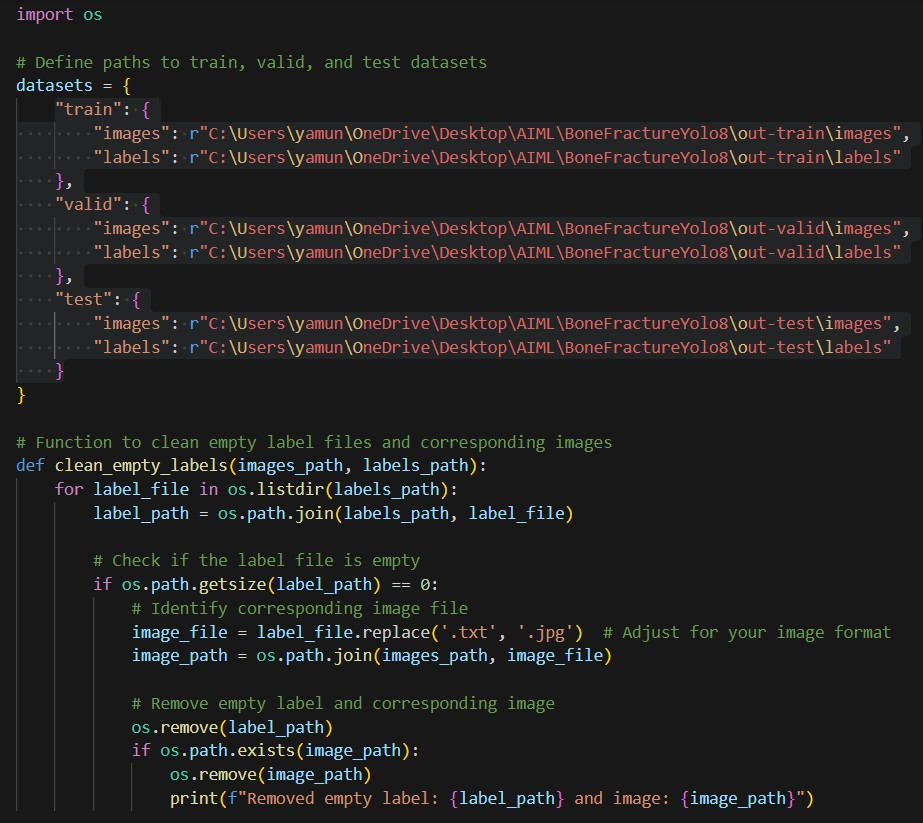 import os
# Define paths to train, valid, and test datasets
datasets = {
    "train": {
        "images": r"C:\Users\yamun\OneDrive\Desktop\AIML\BoneFractureYolo8\out-train\images",
        "labels": r"C:\Users\yamun\OneDrive\Desktop\AIML\BoneFractureYolo8\out-train\labels"
    },
    "valid": {
        "images": r"C:\Users\yamun\OneDrive\Desktop\AIML\BoneFractureYolo8\out-valid\images",
        "labels": r"C:\Users\yamun\OneDrive\Desktop\AIML\BoneFractureYolo8\out-valid\labels"
    },
    "test": {
        "images": r"C:\Users\yamun\OneDrive\Desktop\AIML\BoneFractureYolo8\out-test\images",
        "labels": r"C:\Users\yamun\OneDrive\Desktop\AIML\BoneFractureYolo8\out-test\labels"
    }
}
# Function to clean empty label files and corresponding images
def clean_empty_labels(images_path, labels_path):
    for label_file in os.listdir(labels_path):
        label_path = os.path.join(labels_path, label_file)
        # Check if the label file is empty
        if os.path.getsize(label_path) == 0:
            # Identify corresponding image file
            image_file = label_file.replace('.txt', '.jpg')  # Adjust for your image format
            image_path = os.path.join(images_path, image_file)
            # Remove empty label and corresponding image
            os.remove(label_path)
            if os.path.exists(image_path):
                os.remove(image_path)
                print(f"Removed empty label: {label_path} and image: {image_path}")